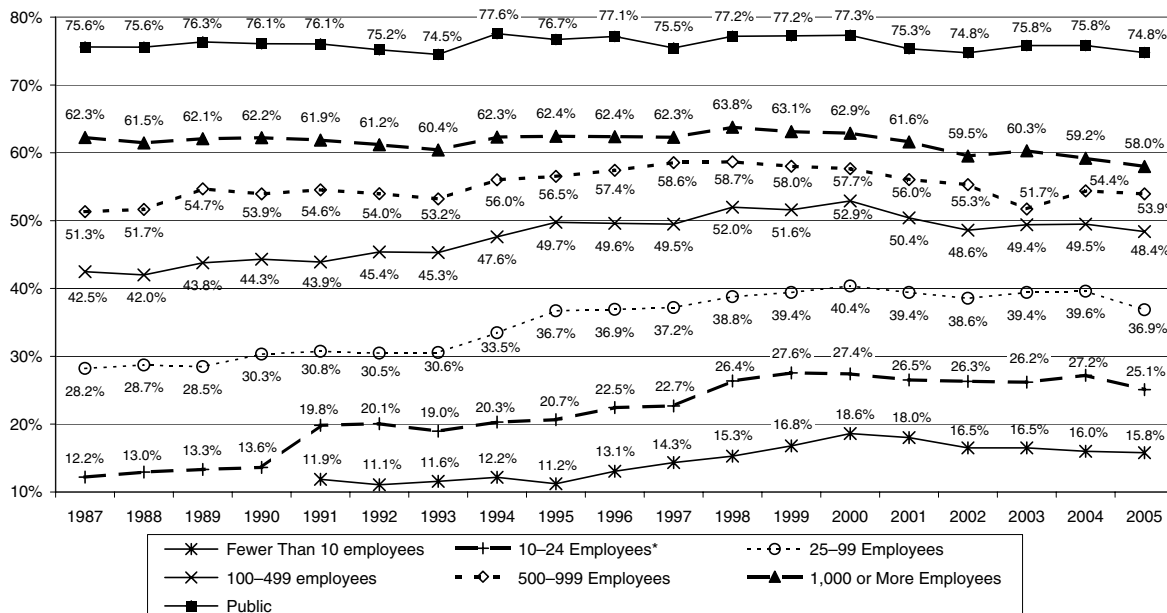 80%
75.6% 75.6% 76.3% 76.1% 76.1% 75.2% 74.5% 77.6% 76.7% 77.1% 75.5% 77.2% 77.2% 77.3% 75.3% 74.8% 75.8% 75.8% 74.8%
70%
62.3% 61.5% 62.1% 62.2% 61.9% 61.2% 60.4% 62.3% 62.4% 62.4% 62.3% 63.8% 63.1% 62.9% 61.6% 59.5% 60.3% 59.2% 58.0%
60%
51.3% 51.7% 54.7% 53.9% 54.6% 54.0% 53.2% 56.0% 56.5% 57.4% 58.6% 58.7% 58.0% 57.7% 56.0% 55.3% 51.7% 54.4% 53.9%
50%
42.5% 42.0% 43.8% 44.3% 43.9% 45.4% 45.3% 47.6% 49.7% 49.6% 49.5% 52.0% 51.6% 52.9% 50.4% 48.6% 49.4% 49.5% 48.4%
40%
28.2% 28.7% 28.5% 30.3% 30.8% 30.5% 30.6% 33.5% 36.7% 36.9% 37.2% 38.8% 39.4% 40.4% 39.4% 38.6% 39.4% 39.6% 36.9%
30%
12.2% 13.0% 13.3% 13.6% 19.8% 20.1% 19.0% 20.3% 20.7% 22.5% 22.7% 26.4% 27.6% 27.4% 26.5% 26.3% 26.2% 27.2% 25.1%
20%
11.9% 11.1% 11.6% 12.2% 11.2% 13.1% 14.3% 15.3% 16.8% 18.6% 18.0% 16.5% 16.5% 16.0% 15.8%
10%
1987 1988 1989 1990 1991 1992 1993 1994 1995 1996 1997 1998 1999 2000 2001 2002 2003 2004 2005
Fewer Than 10 employees 10–24 Employees* 25–99 Employees
100–499 employees 500–999 Employees 1,000 or More Employees
Public